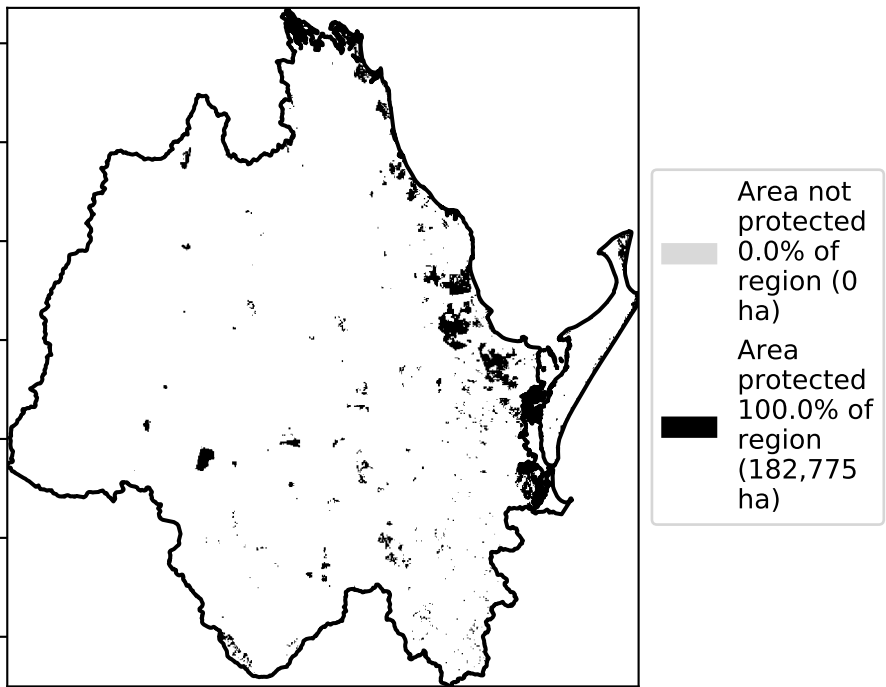 Area not
protected
0.0% of
region (0
ha)
Area
protected
100.0% of
region
(182,775
ha)